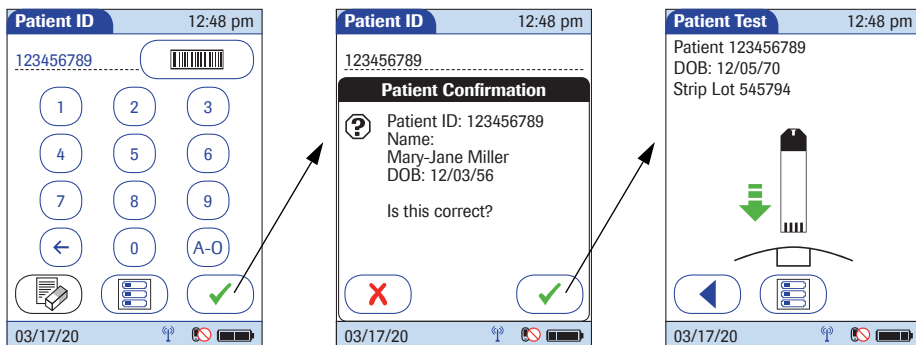 Patient ID 12:48 pm
123456789
1 2 3
4 5 6
7 8 9
0 A-O
03/17/20
Patient ID 12:48 pm
123456789
Patient Confirmation
Patient ID: 123456789
Name:
Mary-Jane Miller
DOB: 12/03/56
Is this correct?
03/17/20
Patient Test 12:48 pm
Patient 123456789
DOB: 12/05/70
Strip Lot 545794
03/17/20